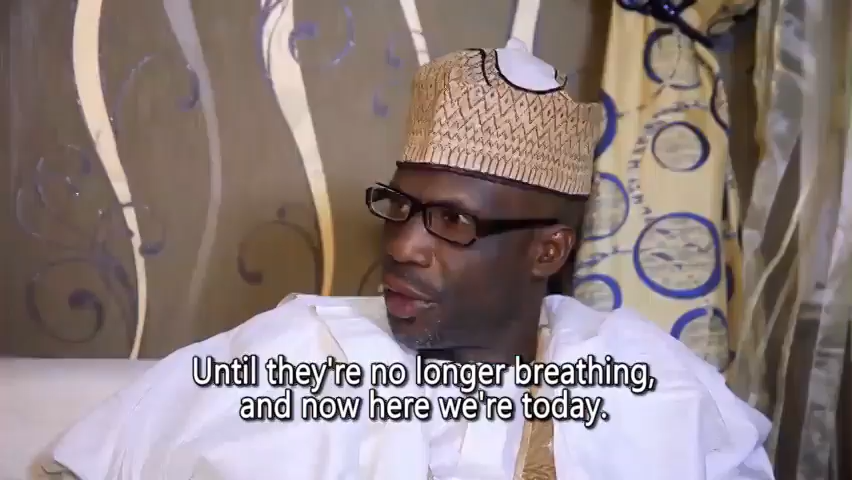 Until they're no longer breathing,
and now here we're today.